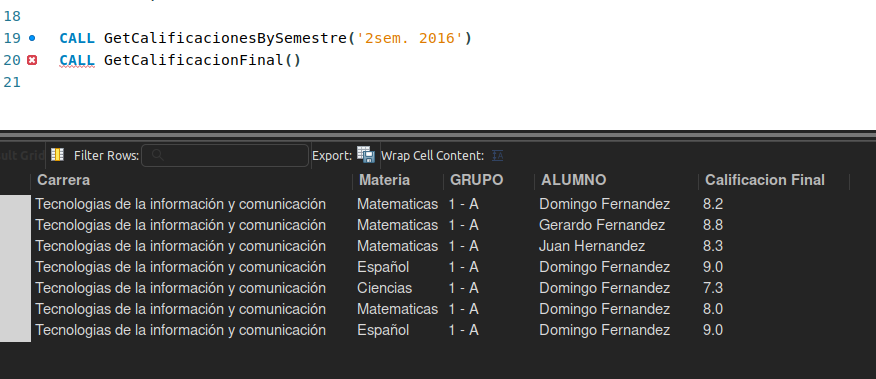 18
19 CALL GetCalificacionesBySemestre('2sem. 2016')
20 CALL GetCalificacionFinal()
21
ult Grid Filter Rows: Export: Wrap Cell Content: IA
Carrera Materia GRUPO ALUMNO Calificacion Final
Tecnologias de la información y comunicación Matematicas 1 - A Domingo Fernandez 8.2
Tecnologias de la información y comunicación Matematicas 1 - A Gerardo Fernandez 8.8
Tecnologias de la información y comunicación Matematicas 1 - A Juan Hernandez 8.3
Tecnologias de la información y comunicación Español 1 - A Domingo Fernandez 9.0
Tecnologias de la información y comunicación Ciencias 1 - A Domingo Fernandez 7.3
Tecnologias de la información y comunicación Matematicas 1 - A Domingo Fernandez 8.0
Tecnologias de la información y comunicación Español 1 - A Domingo Fernandez 9.0